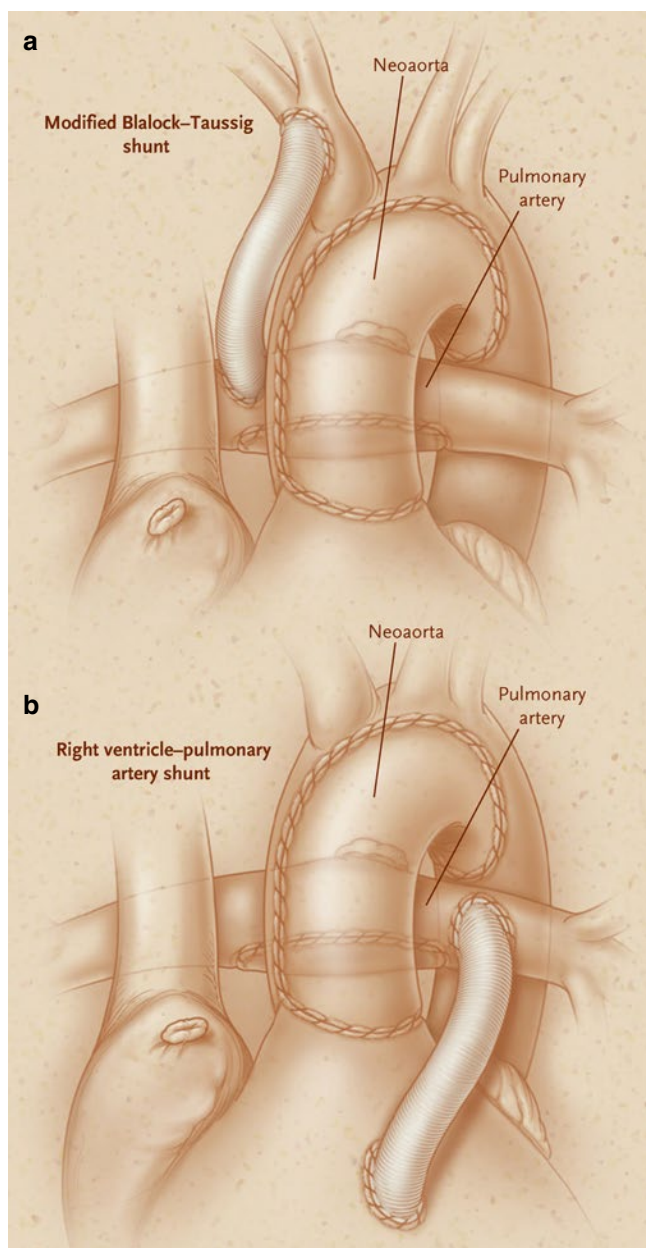 a
Neoaorta
Modified Blalock–Taussig
shunt
Pulmonary
artery
Neoaorta
b
Pulmonary
artery
Right ventricle–pulmonary
artery shunt